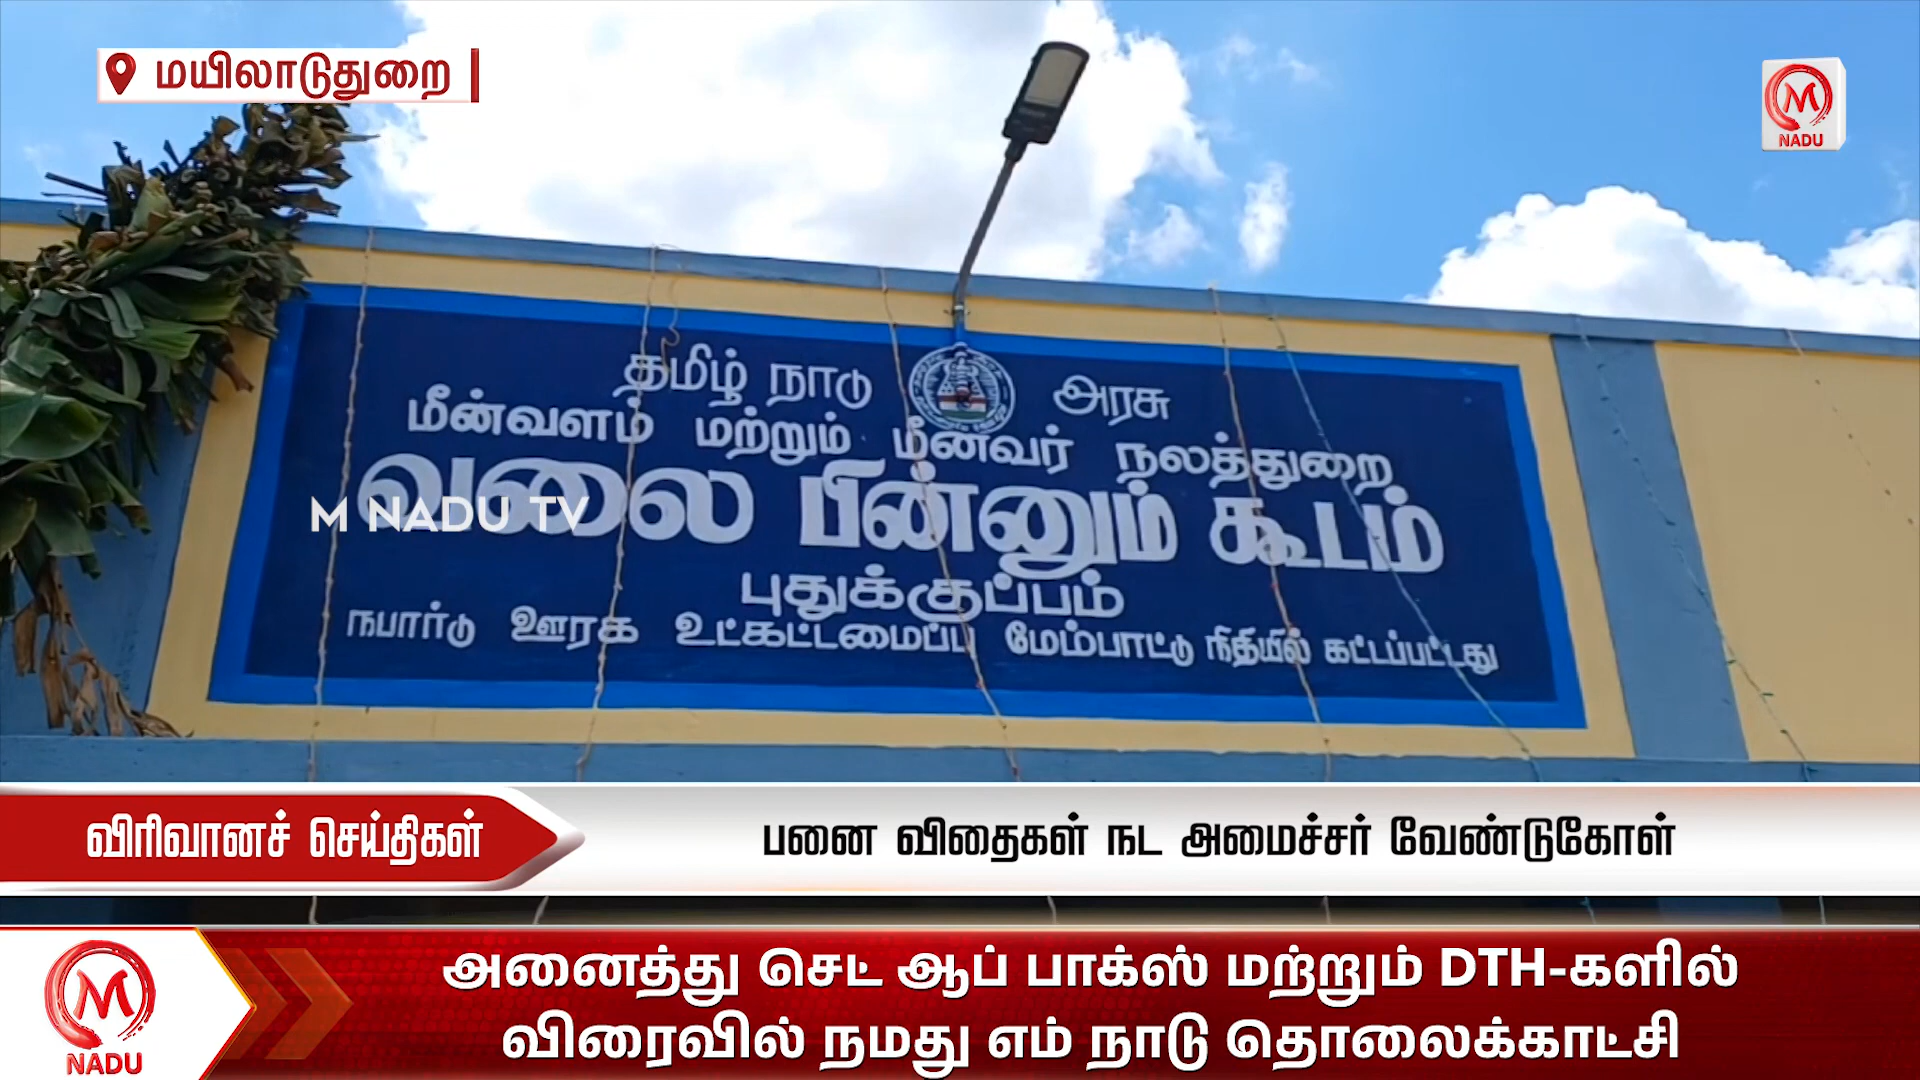 மயிலாடுதுறை
M
NADU
தமிழ் நாடு அரசு
மீன்வளம் மற்றும் மீனவர் நலத்துறை
வலை பின்னும் கூடம்
M NADU TV
புதுக்குப்பம்
நபார்டு ஊரக உட்கட்டமைப்பு மேம்பாட்டு நிதியில் கட்டப்பட்டது
விரிவானச் செய்திகள்
பனை விதைகள் நட அமைச்சர் வேண்டுகோள்
அனைத்து செட் ஆப் பாக்ஸ் மற்றும் DTH-களில்
விரைவில் நமது எம் நாடு தொலைக்காட்சி
M
NADU